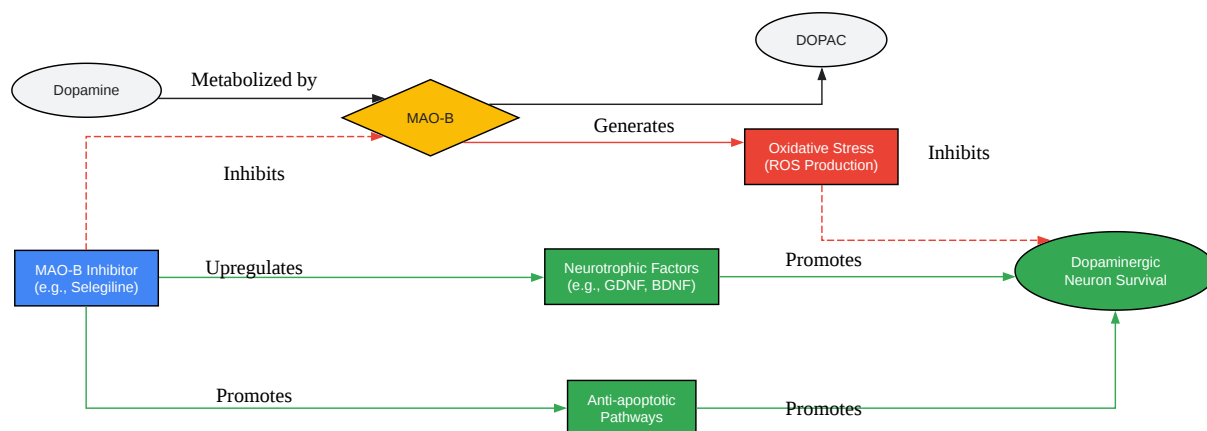 DOPAC
Dopamine
Metabolized by
MAO-B
Generates
Oxidative Stress
(ROS Production)
Inhibits
Inhibits
MAO-B Inhibitor
(e.g., Selegiline)
Upregulates
Neurotrophic Factors
(e.g., GDNF, BDNF)
Promotes
Dopaminergic
Neuron Survival
Promotes
Anti-apoptotic
Pathways
Promotes